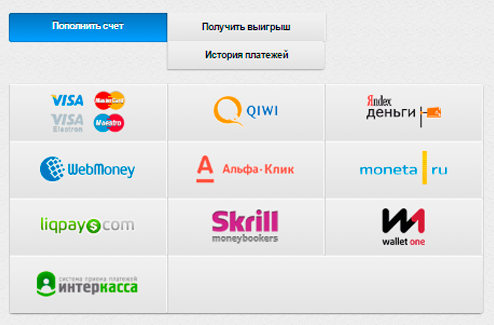 Пополнить счет
Получить выигрыш
История платежей
VISA MasterCard
VISA Electron Maestro
QIWI
Яndex
деньги
WebMoney
Альфа·Клик
moneta.ru
liqpay$com
Skrill
moneybookers
wallet one
система приема платежей
интеркасса